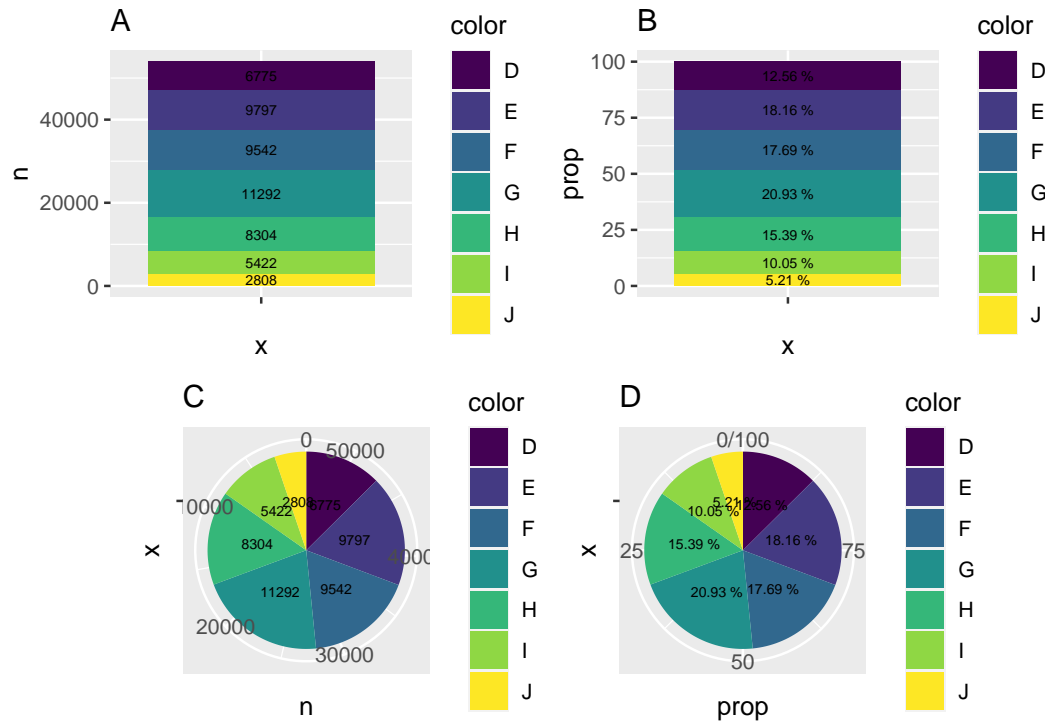 A
color
D
E
F
G
H
I
J
n
40000
20000
0
6775
9797
9542
11292
8304
5422
2808
x
B
color
D
E
F
G
H
I
J
prop
100
75
50
25
0
12.56 %
18.16 %
17.69 %
20.93 %
15.39 %
10.05 %
5.21 %
x
C
color
D
E
F
G
H
I
J
x
0
50000
20000
30000
2808
6775
5422
9797
8304
11292
9542
n
D
color
D
E
F
G
H
I
J
x
0/100
75
50
25
5.21 %
10.05 %
18.16 %
15.39 %
20.93 %
17.69 %
prop